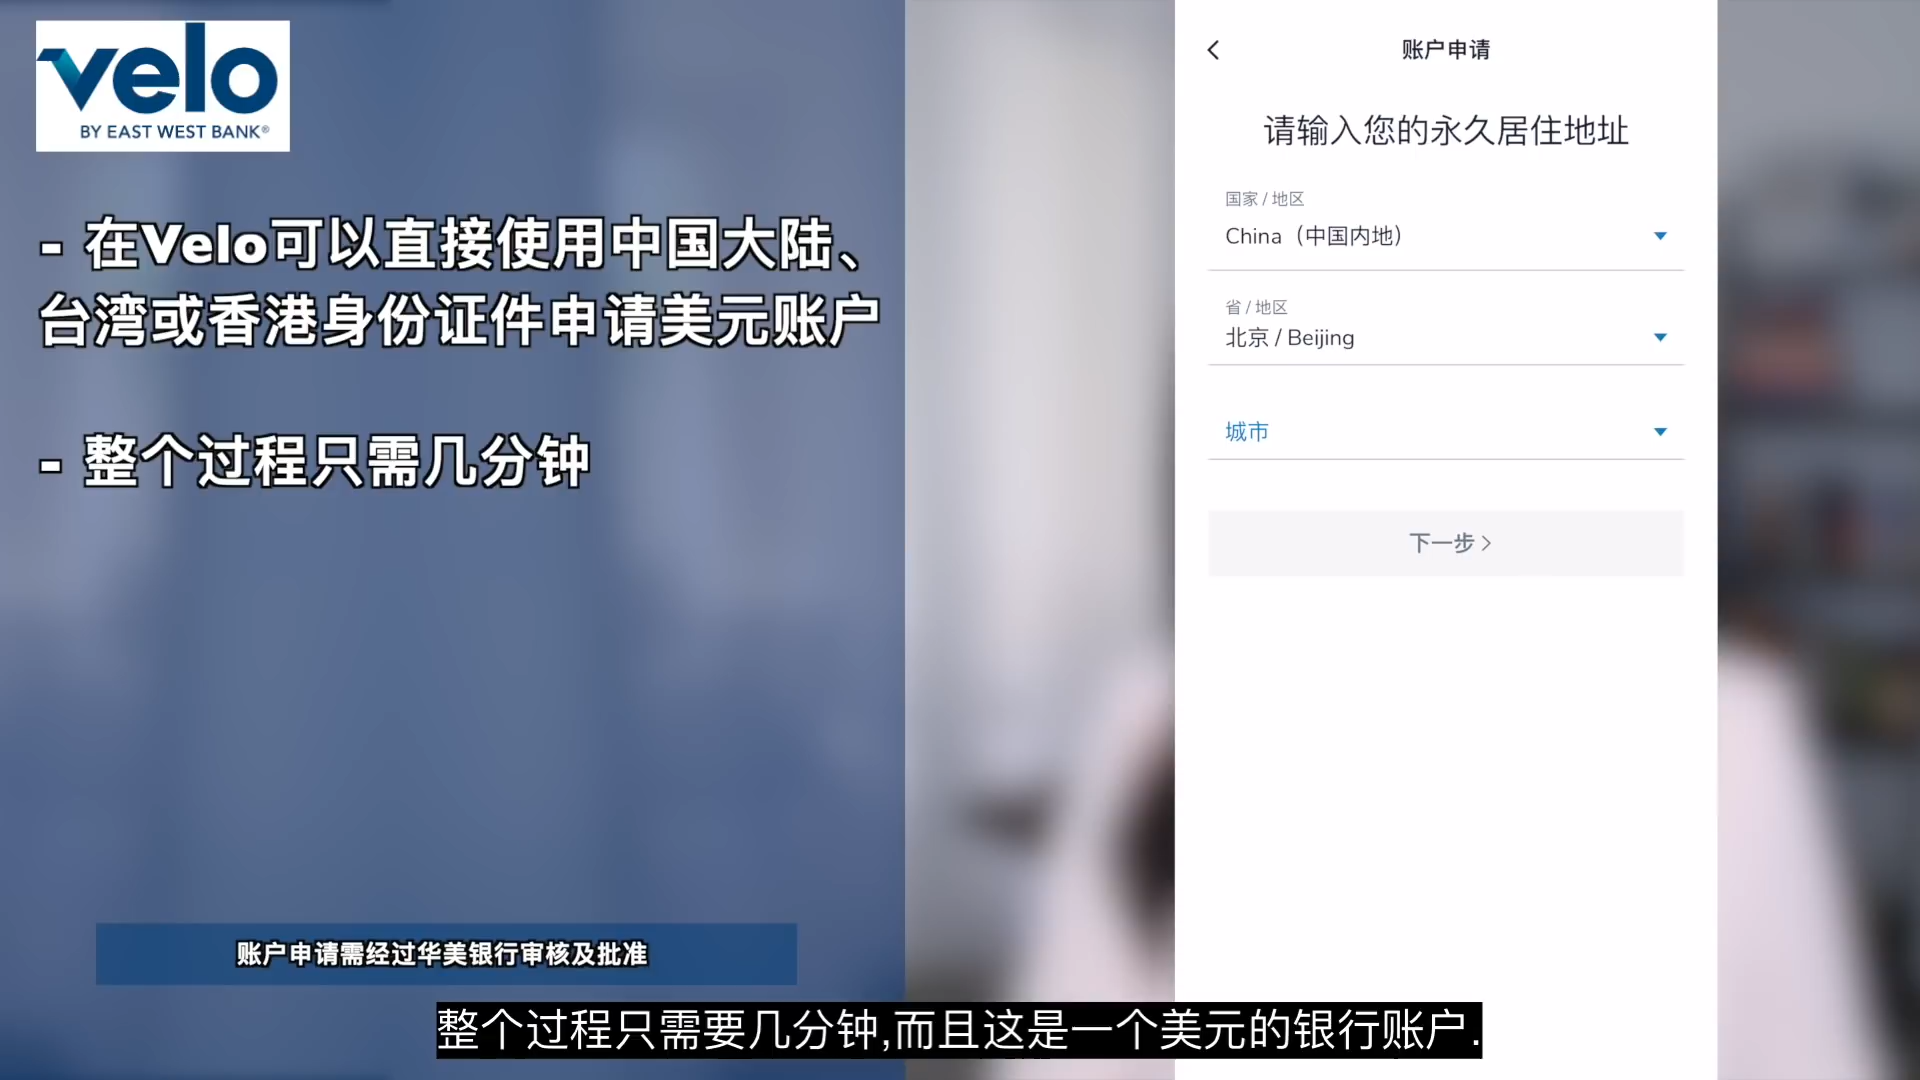 velo
BY EAST WEST BANK®
- 在Velo可以直接使用中国大陆、
台湾或香港身份证件申请美元账户
- 整个过程只需几分钟
账户申请需经过华美银行审核及批准
账户申请
请输入您的永久居住地址
国家 / 地区
China（中国内地）
省 / 地区
北京 / Beijing
城市
下一步 >
整个过程只需要几分钟,而且这是一个美元的银行账户.